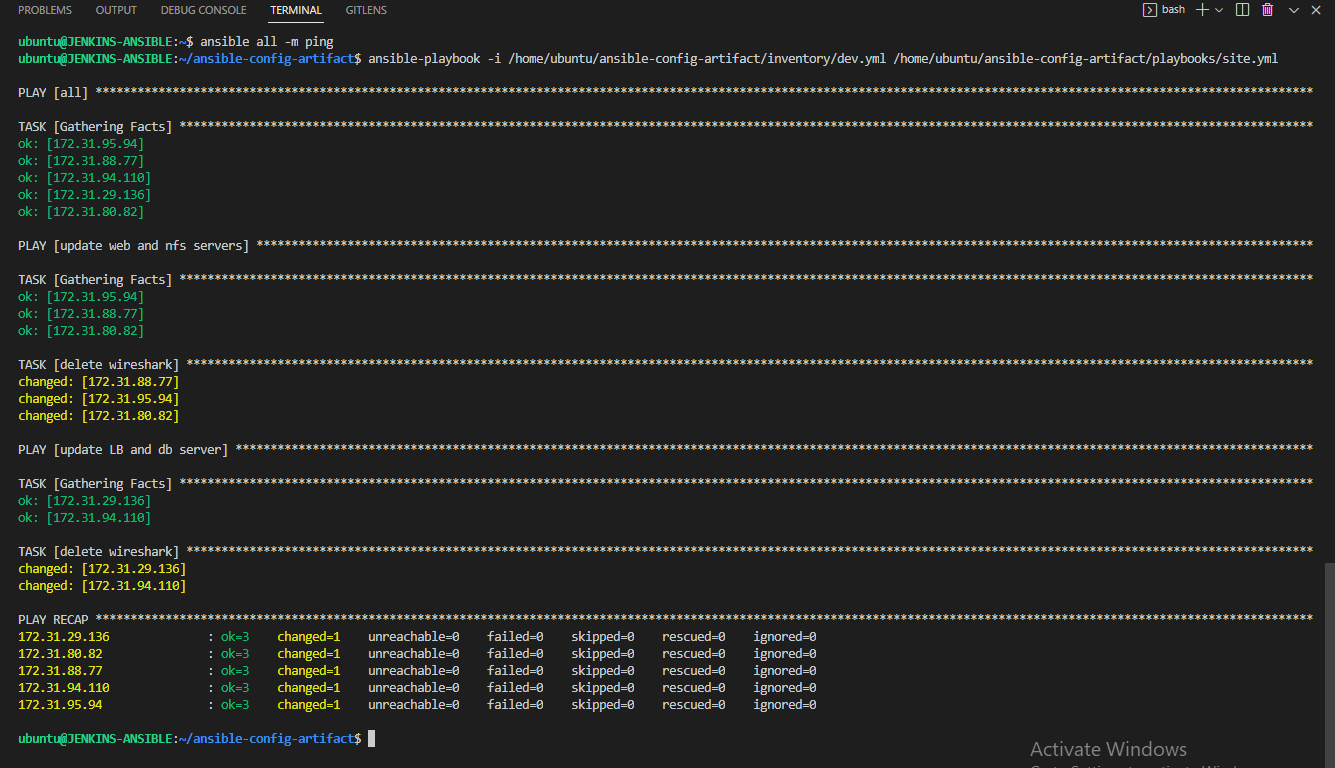 PROBLEMS OUTPUT DEBUG CONSOLE TERMINAL GITLENS bash
ubuntu@JENKINS-ANSIBLE:~$ ansible all -m ping
ubuntu@JENKINS-ANSIBLE:~/ansible-config-artifact$ ansible-playbook -i /home/ubuntu/ansible-config-artifact/inventory/dev.yml /home/ubuntu/ansible-config-artifact/playbooks/site.yml
PLAY [all] ******************************************************************************************************************************************************************************
TASK [Gathering Facts] ******************************************************************************************************************************************************************
ok: [172.31.95.94]
ok: [172.31.88.77]
ok: [172.31.94.110]
ok: [172.31.29.136]
ok: [172.31.80.82]
PLAY [update web and nfs servers] *******************************************************************************************************************************************************
TASK [Gathering Facts] ******************************************************************************************************************************************************************
ok: [172.31.95.94]
ok: [172.31.88.77]
ok: [172.31.80.82]
TASK [delete wireshark] *****************************************************************************************************************************************************************
changed: [172.31.88.77]
changed: [172.31.95.94]
changed: [172.31.80.82]
PLAY [update LB and db server] **********************************************************************************************************************************************************
TASK [Gathering Facts] ******************************************************************************************************************************************************************
ok: [172.31.29.136]
ok: [172.31.94.110]
TASK [delete wireshark] *****************************************************************************************************************************************************************
changed: [172.31.29.136]
changed: [172.31.94.110]
PLAY RECAP ******************************************************************************************************************************************************************************
172.31.29.136 : ok=3 changed=1 unreachable=0 failed=0 skipped=0 rescued=0 ignored=0
172.31.80.82 : ok=3 changed=1 unreachable=0 failed=0 skipped=0 rescued=0 ignored=0
172.31.88.77 : ok=3 changed=1 unreachable=0 failed=0 skipped=0 rescued=0 ignored=0
172.31.94.110 : ok=3 changed=1 unreachable=0 failed=0 skipped=0 rescued=0 ignored=0
172.31.95.94 : ok=3 changed=1 unreachable=0 failed=0 skipped=0 rescued=0 ignored=0
ubuntu@JENKINS-ANSIBLE:~/ansible-config-artifact$
Activate Windows